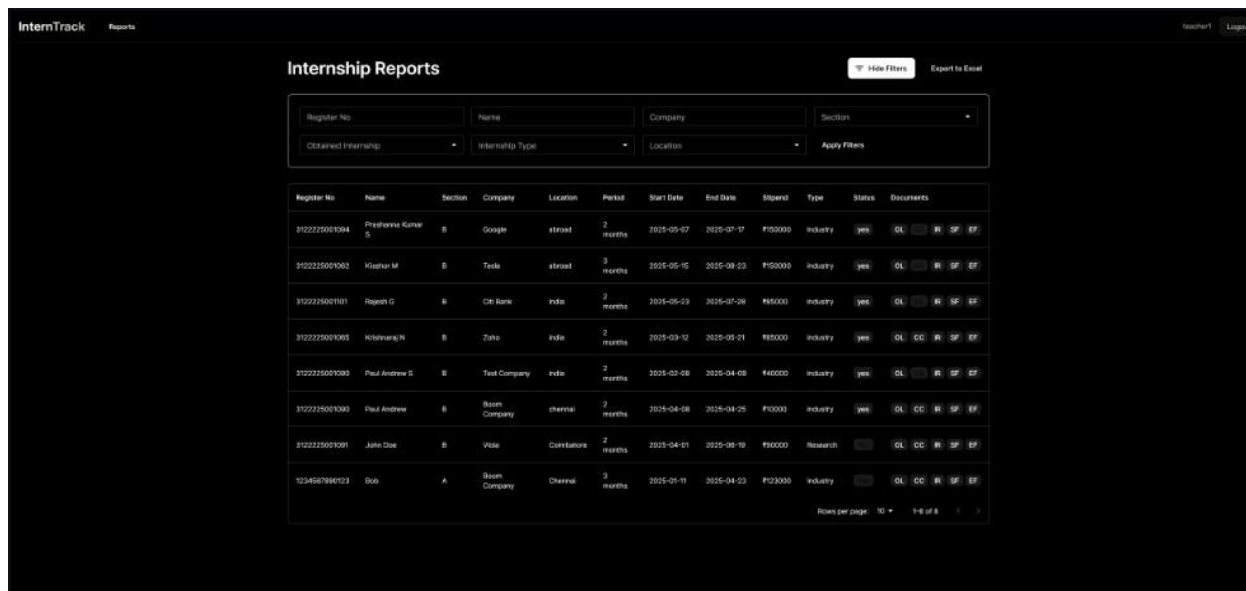 InternTrack Reports teacher1 Logou
Internship Reports Hide Filters Export to Excel
Register No Name Company Section
Obtained Internship Internship Type Location Apply Filters
Register No Name Section Company Location Period Start Date End Date Stipend Type Status Documents
3122225001094 Prashanna Kumar S B Google abroad 2 months 2025-05-07 2025-07-17 ₹150000 industry yes OL IR SF EF
3122225001062 Kisshor M B Tesla abroad 3 months 2025-05-15 2025-08-23 ₹150000 industry yes OL IR SF EF
3122225001101 Rajesh G B Citi Bank india 2 months 2025-05-23 2025-07-28 ₹85000 industry yes OL IR SF EF
3122225001065 Krishnaraj N B Zoho india 2 months 2025-03-12 2025-05-21 ₹85000 industry yes OL CC IR SF EF
Paul Andrew S B Test Company india 2 months 2025-02-09 2025-04-09 ₹40000 industry yes OL IR SF EF
3122225001090 Paul Andrew B Boom Company chennai 2 months 2025-04-08 2025-04-25 ₹10000 industry yes OL CC IR SF EF
3122225001091 John Doe B Coimbatore 2 months 2025-04-01 2025-06-19 ₹90000 Research OL CC IR SF EF
1234567890123 Bob A Boom Company Chennai 3 months 2025-01-11 2025-04-23 ₹123000 industry OL CC IR SF EF
Rows per page: 10 1–8 of 8